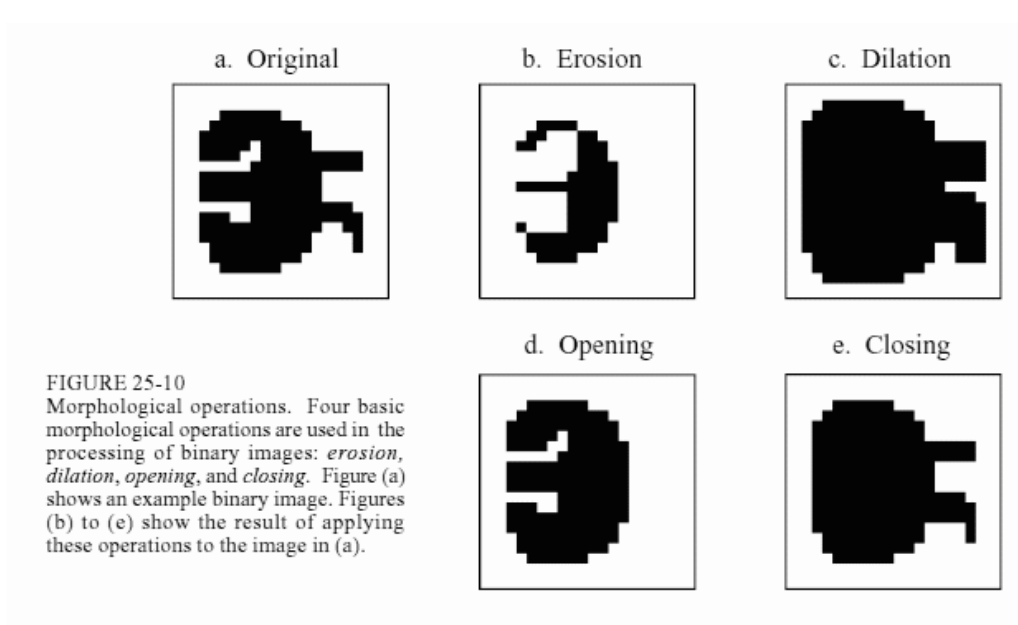 a. Original
b. Erosion
c. Dilation
d. Opening
e. Closing
FIGURE 25-10
Morphological operations. Four basic
morphological operations are used in the
processing of binary images: erosion,
dilation, opening, and closing. Figure (a)
shows an example binary image. Figures
(b) to (e) show the result of applying
these operations to the image in (a).